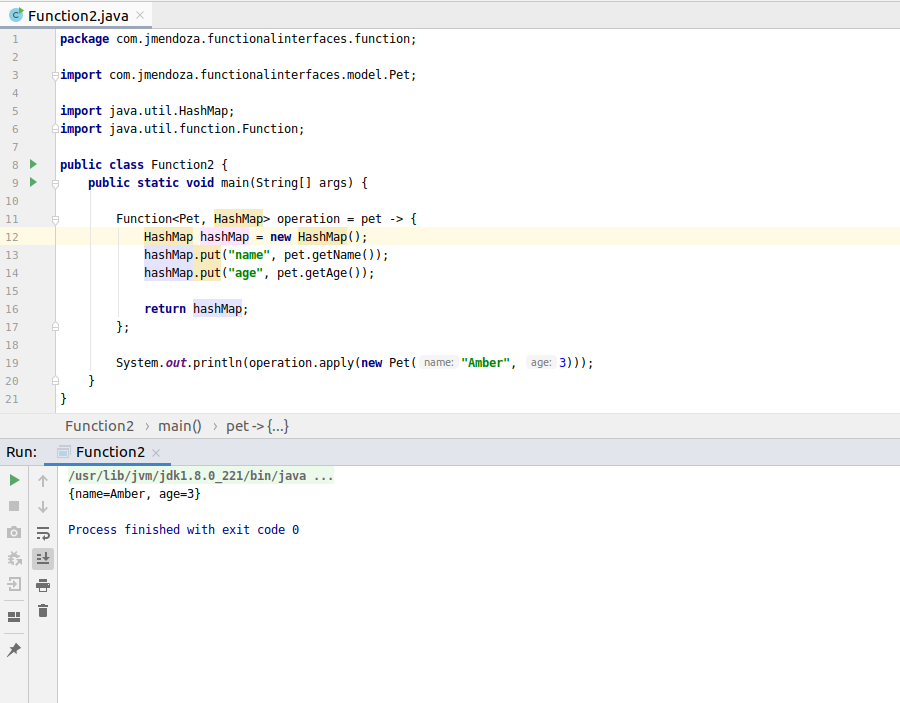 Function2.java
1 package com.jmendoza.functionalinterfaces.function;
2
3 import com.jmendoza.functionalinterfaces.model.Pet;
4
5 import java.util.HashMap;
6 import java.util.function.Function;
7
8 public class Function2 {
9     public static void main(String[] args) {
10
11         Function<Pet, HashMap> operation = pet -> {
12             HashMap hashMap = new HashMap();
13             hashMap.put("name", pet.getName());
14             hashMap.put("age", pet.getAge());
15
16             return hashMap;
17         };
18
19         System.out.println(operation.apply(new Pet( name: "Amber", age: 3)));
20     }
21 }
Function2 › main() › pet -> {...}
Run: Function2
/usr/lib/jvm/jdk1.8.0_221/bin/java ...
{name=Amber, age=3}
Process finished with exit code 0